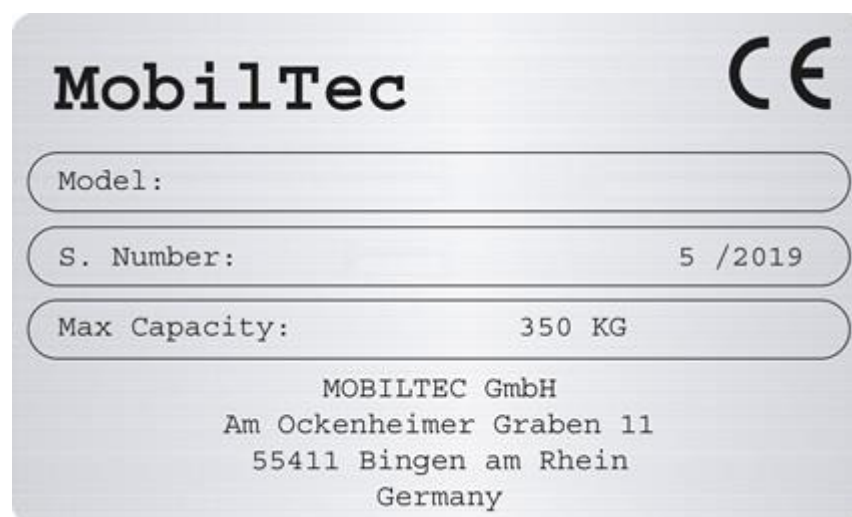 MobilTec CE
Model:
S. Number: 5 /2019
Max Capacity: 350 KG
MOBILTEC GmbH
Am Ockenheimer Graben 11
55411 Bingen am Rhein
Germany